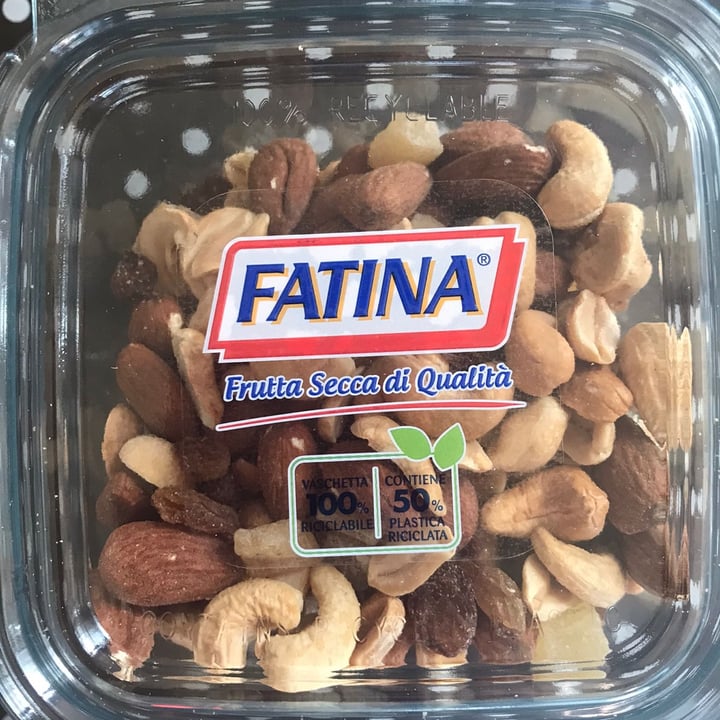 100% RECYCLABLE
FATINA®
Frutta Secca di Qualità
VASCHETTA
100%
RICICLABILE
CONTIENE
50%
PLASTICA
RICICLATA